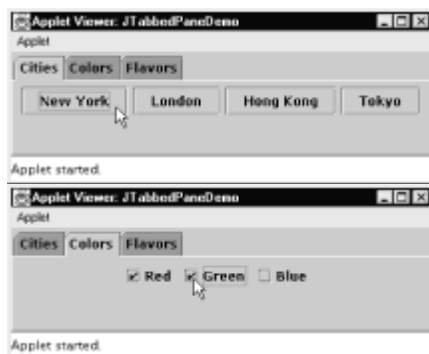 Applet Viewer: JTabbedPaneDemo
Applet
Cities Colors Flavors
New York London Hong Kong Tokyo
Applet started.
Applet Viewer: JTabbedPaneDemo
Applet
Cities Colors Flavors
Red Green Blue
Applet started.